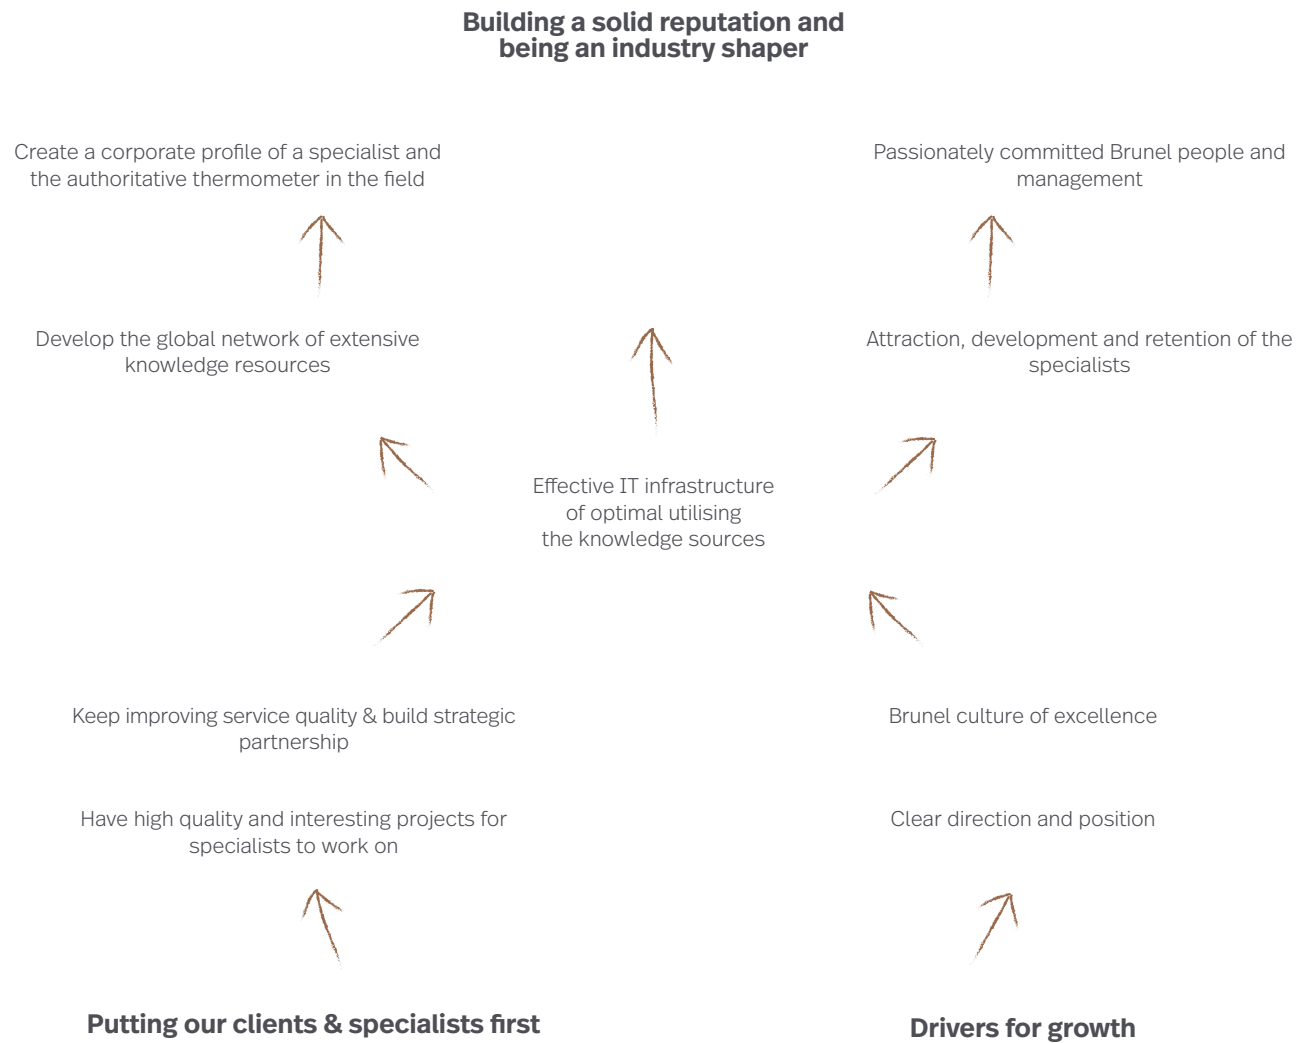 Building a solid reputation and
being an industry shaper
Create a corporate profile of a specialist and
the authoritative thermometer in the field
Passionately committed Brunel people and
management
Develop the global network of extensive
knowledge resources
Attraction, development and retention of the
specialists
Effective IT infrastructure
of optimal utilising
the knowledge sources
Keep improving service quality & build strategic
partnership
Brunel culture of excellence
Have high quality and interesting projects for
specialists to work on
Clear direction and position
Putting our clients & specialists first
Drivers for growth